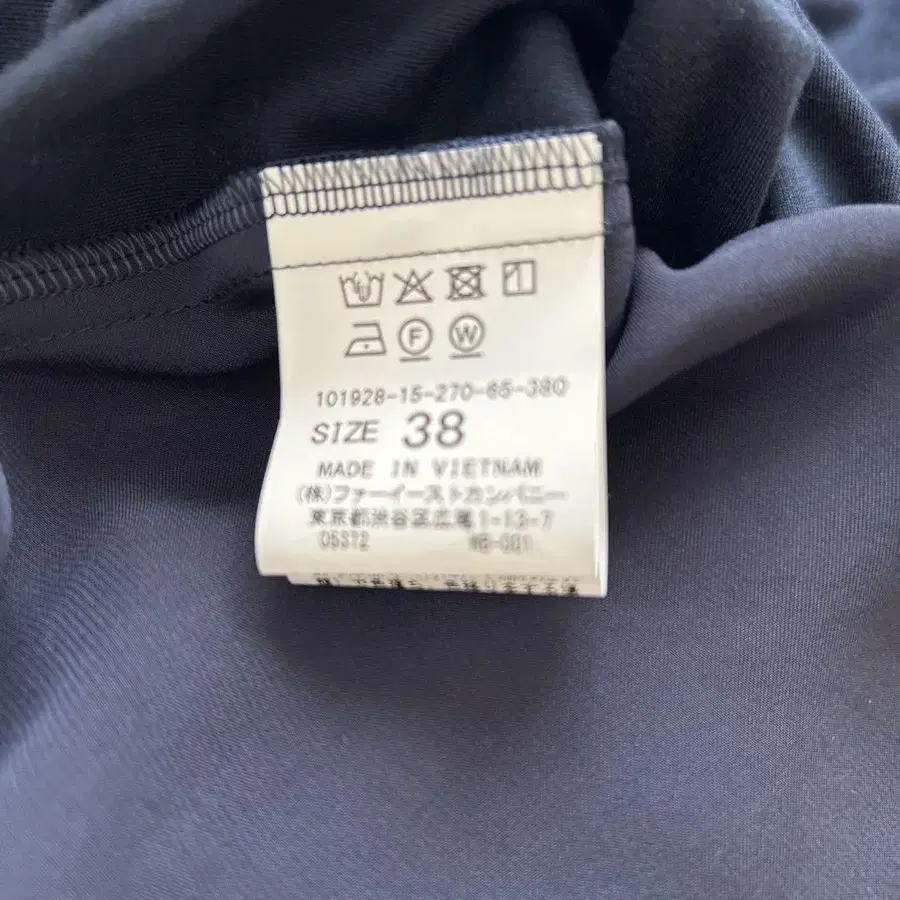 F W
101928-15-270-65-380
SIZE 38
MADE IN VIETNAM
(株)ファーイーストカンパニー
東京都渋谷区広尾1-13-7
05372